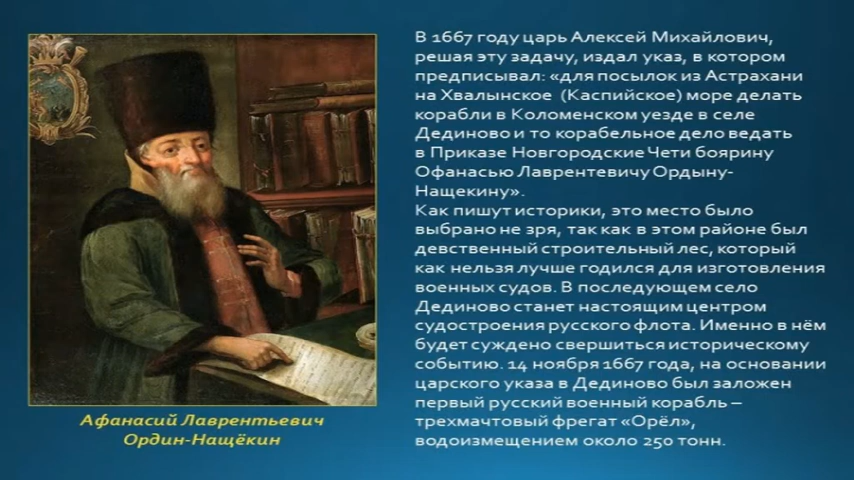 В 1667 году царь Алексей Михайлович,
решая эту задачу, издал указ, в котором
предписывал: «для посылок из Астрахани
на Хвалынское (Каспийское) море делать
корабли в Коломенском уезде в селе
Дединово и то корабельное дело ведать
в Приказе Новгородские Чети боярину
Офанасью Лаврентевичу Ордыну-
Нащекину».
Как пишут историки, это место было
выбрано не зря, так как в этом районе был
девственный строительный лес, который
как нельзя лучше годился для изготовления
военных судов. В последующем село
Дединово станет настоящим центром
судостроения русского флота. Именно в нём
будет суждено свершиться историческому
событию. 14 ноября 1667 года, на основании
царского указа в Дединово был заложен
первый русский военный корабль –
трехмачтовый фрегат «Орёл»,
водоизмещением около 250 тонн.
Афанасий Лаврентьевич
Ордин-Нащёкин